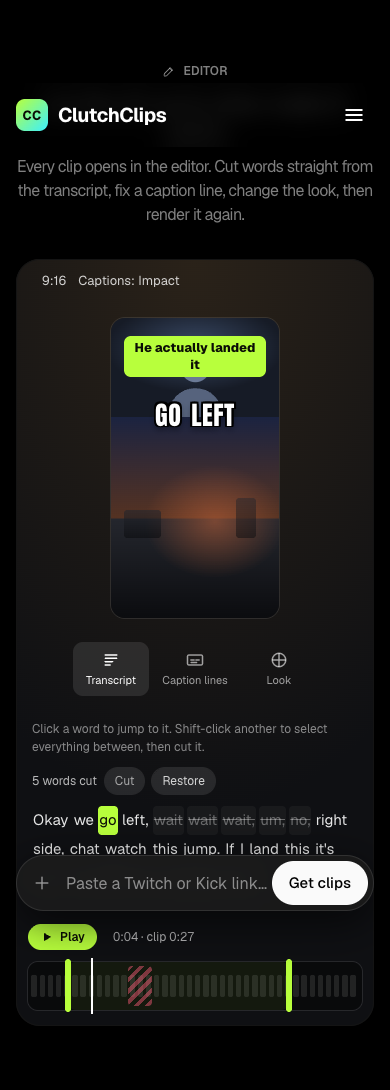 EDITOR
CC ClutchClips
Every clip opens in the editor. Cut words straight from
the transcript, fix a caption line, change the look, then
render it again.
9:16 Captions: Impact
He actually landed
it
GO LEFT
Transcript Caption lines Look
Click a word to jump to it. Shift-click another to select
everything between, then cut it.
5 words cut Cut Restore
Okay we go left, wait wait wait, um, no, right
side, chat watch this jump. If I land this it's
Paste a Twitch or Kick link... Get clips
Play 0:04 · clip 0:27